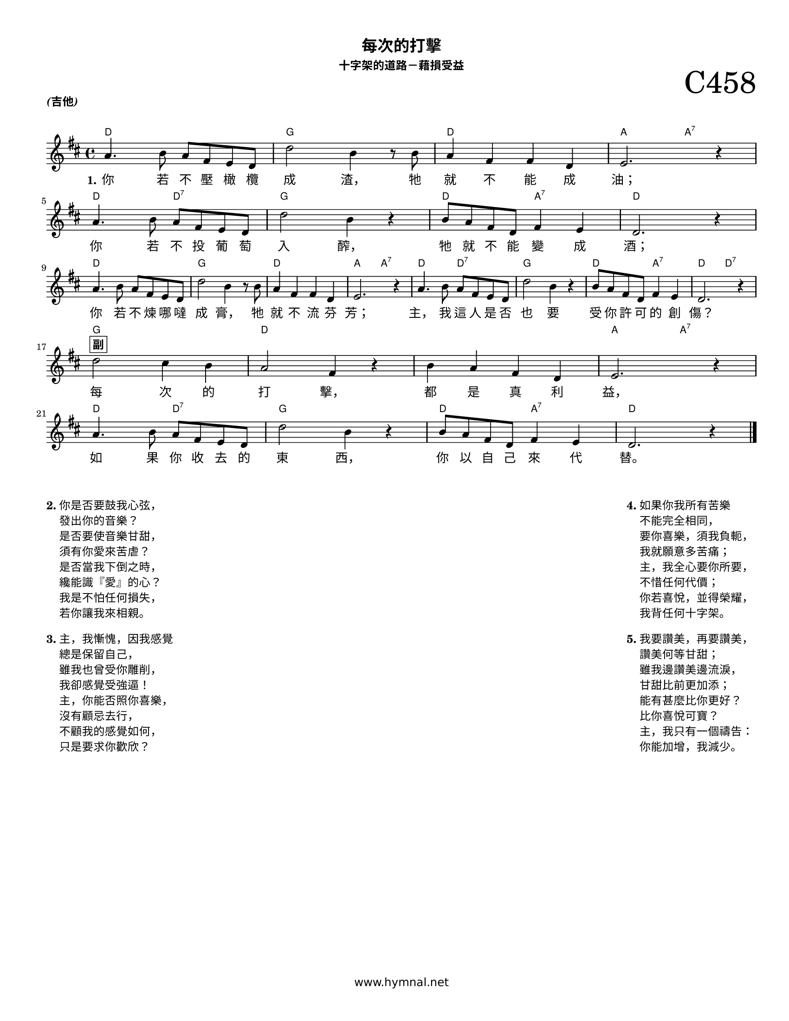 每次的打擊
十字架的道路－藉損受益
C458
(吉他)
D G D A A7
1. 你 若 不 壓 橄 欖 成 渣， 牠 就 不 能 成 油；
5
D D7 G D A7 D
你 若 不 投 葡 萄 入 醡， 牠 就 不 能 變 成 酒；
9
D G D A A7 D D7 G D A7 D D7
你 若不煉哪噠 成 膏， 牠 就 不 流 芬 芳； 主，我這人是否 也 要 受你許可的 創 傷？
17
G D A A7
副
每 次 的 打 擊， 都 是 真 利 益，
21
D D7 G D A7 D
如 果 你 收 去 的 東 西， 你 以 自 己 來 代 替。
2. 你是否要鼓我心弦，
發出你的音樂？
是否要使音樂甘甜，
須有你愛來苦虐？
是否當我下倒之時，
纔能識『愛』的心？
我是不怕任何損失，
若你讓我來相親。
3. 主，我慚愧，因我感覺
總是保留自己，
雖我也曾受你雕削，
我卻感覺受強逼！
主，你能否照你喜樂，
沒有顧忌去行，
不顧我的感覺如何，
只是要求你歡欣？
4. 如果你我所有苦樂
不能完全相同，
要你喜樂，須我負軛，
我就願意多苦痛；
主，我全心要你所要，
不惜任何代價；
你若喜悅，並得榮耀，
我背任何十字架。
5. 我要讚美，再要讚美，
讚美何等甘甜；
雖我邊讚美邊流淚，
甘甜比前更加添；
能有甚麼比你更好？
比你喜悅可寶？
主，我只有一個禱告：
你能加增，我減少。
www.hymnal.net